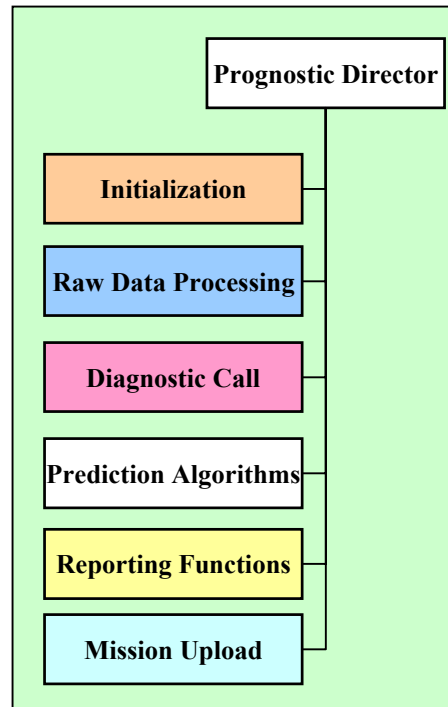 Prognostic Director
Initialization
Raw Data Processing
Diagnostic Call
Prediction Algorithms
Reporting Functions
Mission Upload